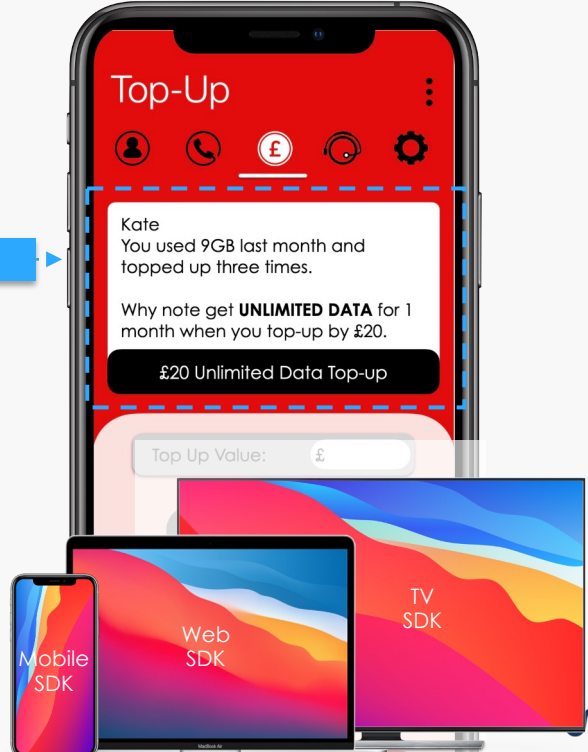 Top-Up
£
Kate
You used 9GB last month and
topped up three times.
Why note get UNLIMITED DATA for 1
month when you top-up by £20.
£20 Unlimited Data Top-up
Top Up Value: £
TV
SDK
Web
SDK
Mobile
SDK
MacBook Air